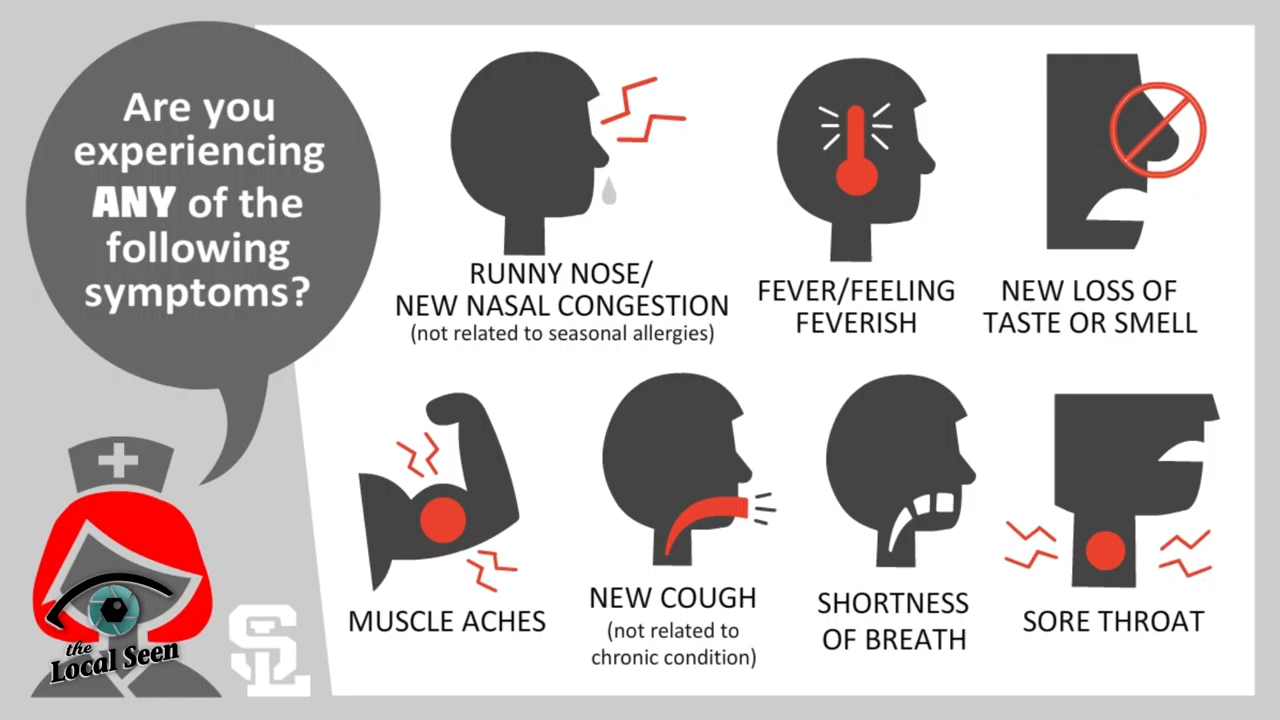 Are you
experiencing
ANY of the
following
symptoms?
RUNNY NOSE/
NEW NASAL CONGESTION
(not related to seasonal allergies)
FEVER/FEELING
FEVERISH
NEW LOSS OF
TASTE OR SMELL
MUSCLE ACHES
NEW COUGH
(not related to
chronic condition)
SHORTNESS
OF BREATH
SORE THROAT
the
Local Seen
SL